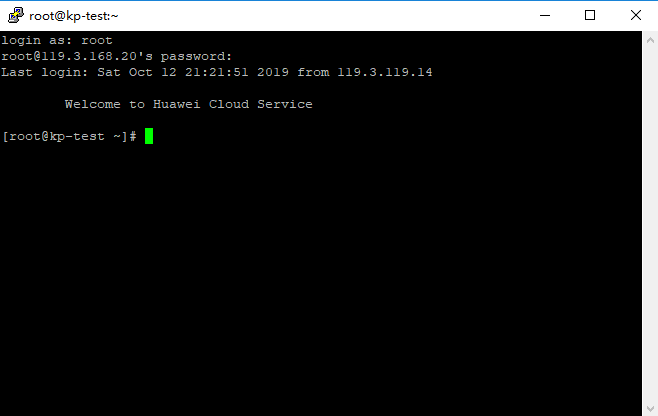 root@kp-test:~
login as: root
root@119.3.168.20's password:
Last login: Sat Oct 12 21:21:51 2019 from 119.3.119.14
Welcome to Huawei Cloud Service
[root@kp-test ~]#